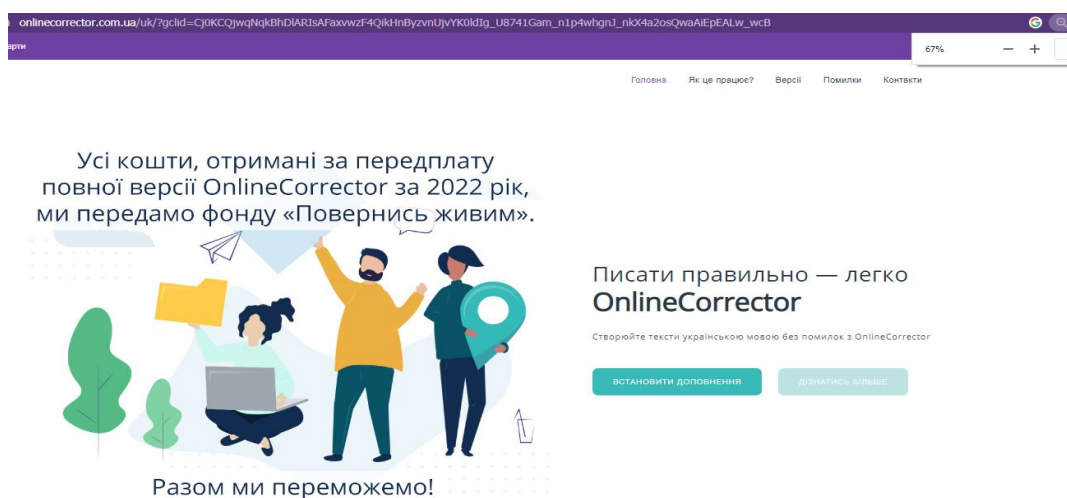 onlinecorrector.com.ua/uk/?gclid=Cj0KCQjwqNqkBhDlARIsAFaxvwzF4QikHnByzvnUjvYK0ldIg_U8741Gam_n1p4whgnJ_nkX4a2osQwaAiEpEALw_wcB
арти
67%
Головна Як це працює? Версії Помилки Контакти
Усі кошти, отримані за передплату
повної версії OnlineCorrector за 2022 рік,
ми передамо фонду «Повернись живим».
Писати правильно — легко
OnlineCorrector
Створюйте тексти українською мовою без помилок з OnlineCorrector
ВСТАНОВИТИ ДОПОВНЕННЯ ДІЗНАТИСЬ БІЛЬШЕ
Разом ми переможемо!